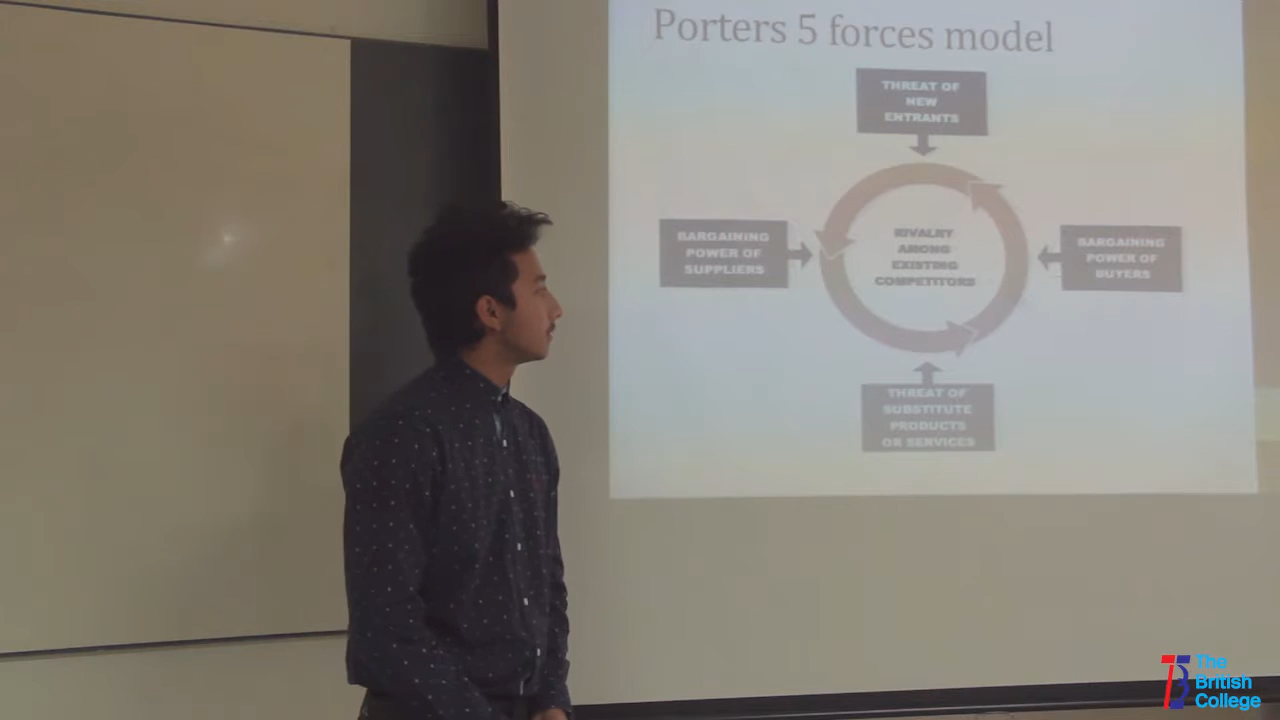 Porters 5 forces model
THREAT OF
NEW
ENTRANTS
BARGAINING
POWER OF
SUPPLIERS
RIVALRY
AMONG
EXISTING
COMPETITORS
BARGAINING
POWER OF
BUYERS
THREAT OF
SUBSTITUTE
PRODUCTS
OR SERVICES
The
British
College